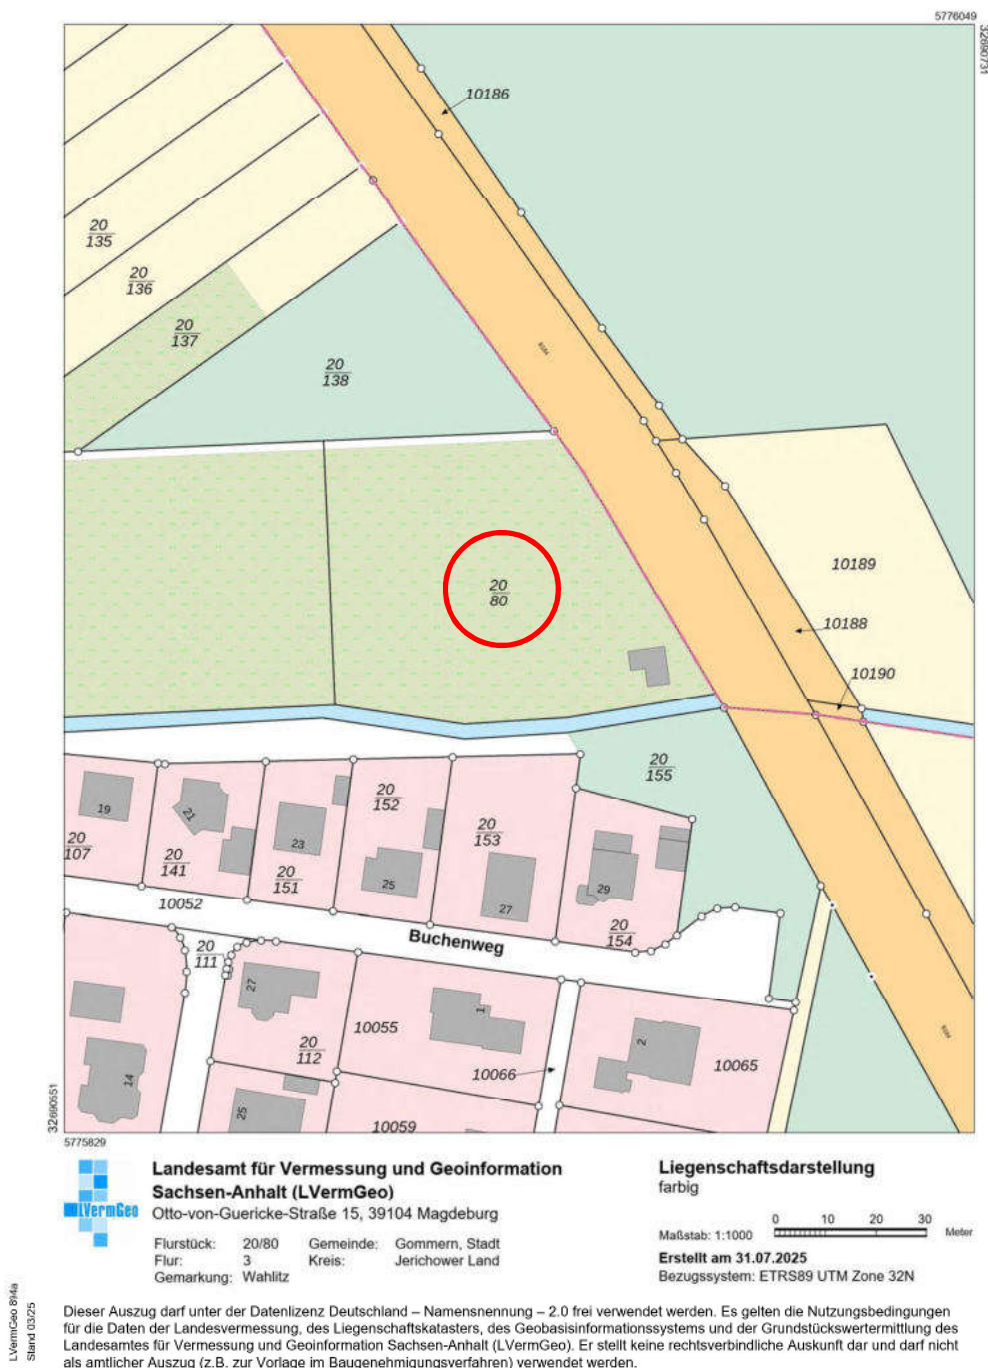 5776049
32690731
10186
20
135
20
136
20
137
20
138
8184
20
80
10189
10188
10190
20
155
20
152
20
153
19
21
23
20
107
20
141
20
151
25
27
29
20
154
10052
Buchenweg
20
111
27
10055
1
2
20
112
10066
10065
14
25
10059
8184
32690551
5775829
LVermGeo
Landesamt für Vermessung und Geoinformation
Sachsen-Anhalt (LVermGeo)
Otto-von-Guericke-Straße 15, 39104 Magdeburg
Flurstück: 20/80 Gemeinde: Gommern, Stadt
Flur: 3 Kreis: Jerichower Land
Gemarkung: Wahlitz
Liegenschaftsdarstellung
farbig
0 10 20 30
Maßstab: 1:1000 Meter
Erstellt am 31.07.2025
Bezugssystem: ETRS89 UTM Zone 32N
LVermGeo 894a
Stand 03/25
Dieser Auszug darf unter der Datenlizenz Deutschland – Namensnennung – 2.0 frei verwendet werden. Es gelten die Nutzungsbedingungen
für die Daten der Landesvermessung, des Liegenschaftskatasters, des Geobasisinformationssystems und der Grundstückswertermittlung des
Landesamtes für Vermessung und Geoinformation Sachsen-Anhalt (LVermGeo). Er stellt keine rechtsverbindliche Auskunft dar und darf nicht
als amtlicher Auszug (z.B. zur Vorlage im Baugenehmigungsverfahren) verwendet werden.